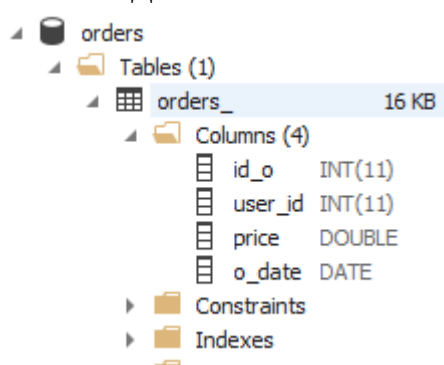 orders
Tables (1)
orders_ 16 KB
Columns (4)
id_o INT(11)
user_id INT(11)
price DOUBLE
o_date DATE
Constraints
Indexes